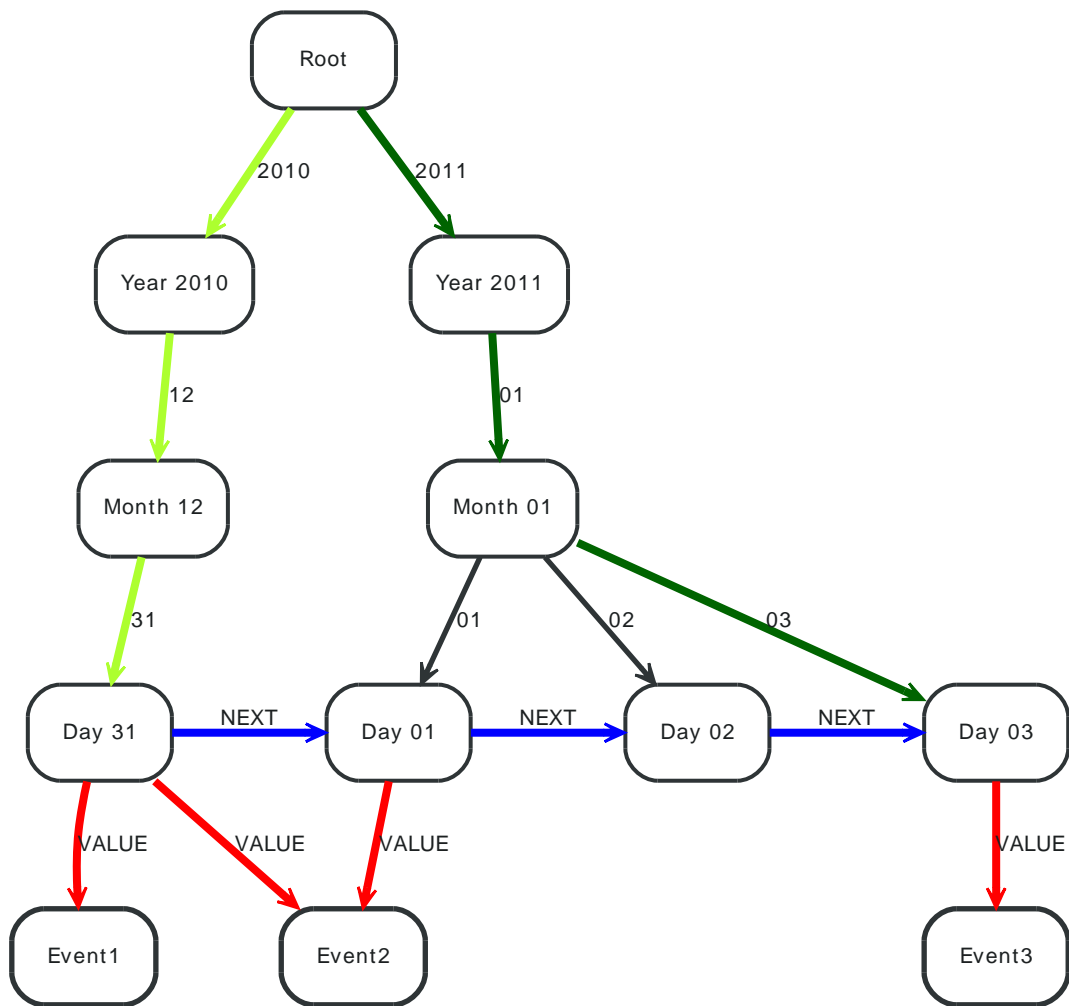 Root
2010
2011
Year 2010
Year 2011
12
01
Month 12
Month 01
31
01
02
03
Day 31
NEXT
Day 01
NEXT
Day 02
NEXT
Day 03
VALUE
VALUE
VALUE
VALUE
Event1
Event2
Event3